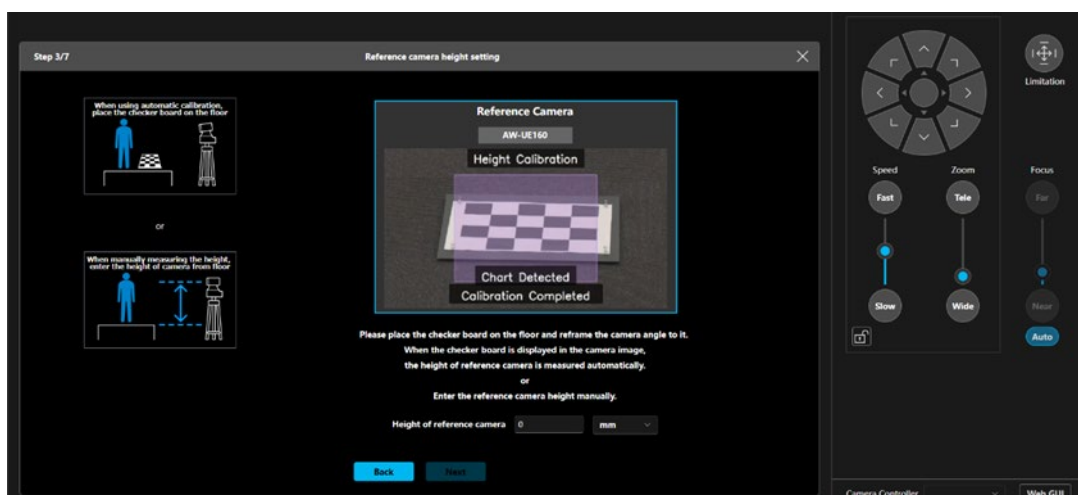 Step 3/7
Reference camera height setting
When using automatic calibration,
place the checker board on the floor
or
When manually measuring the height,
enter the height of camera from floor
Reference Camera
AW-UE160
Height Calibration
Chart Detected
Calibration Completed
Please place the checker board on the floor and reframe the camera angle to it.
When the checker board is displayed in the camera image,
the height of reference camera is measured automatically.
or
Enter the reference camera height manually.
Height of reference camera 0 mm
Back Next
Limitation
Speed Zoom Focus
Fast Tele Far
Slow Wide Near
Auto
Camera Controller Web GUI